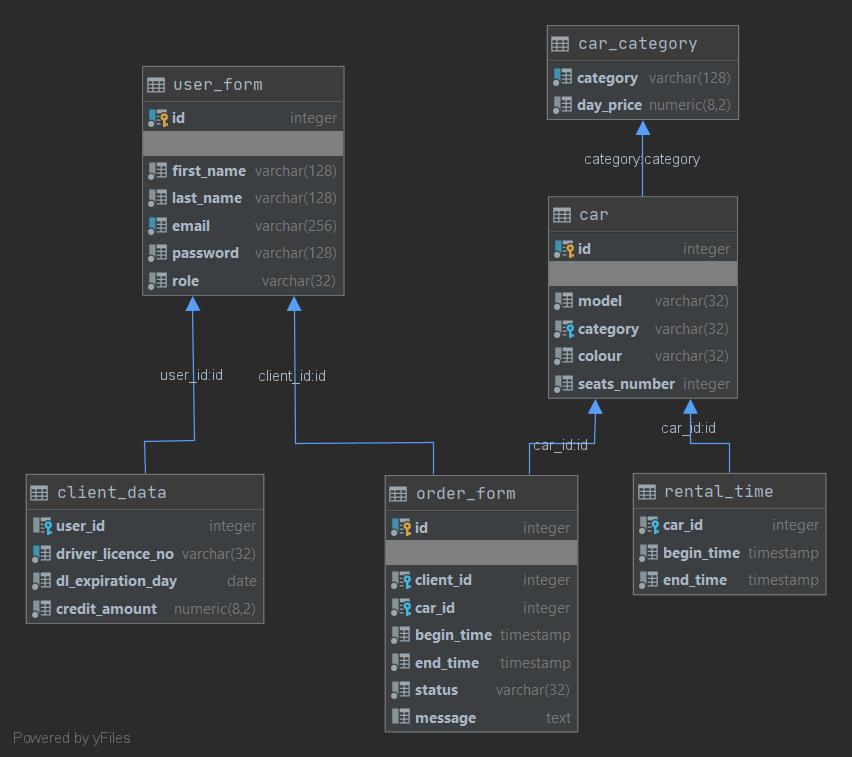 user_form
id integer
first_name varchar(128)
last_name varchar(128)
email varchar(256)
password varchar(128)
role varchar(32)
car_category
category varchar(128)
day_price numeric(8,2)
category:category
car
id integer
model varchar(32)
category varchar(32)
colour varchar(32)
seats_number integer
user_id:id
client_id:id
car_id:id
car_id:id
client_data
user_id integer
driver_licence_no varchar(32)
dl_expiration_day date
credit_amount numeric(8,2)
order_form
id integer
client_id integer
car_id integer
begin_time timestamp
end_time timestamp
status varchar(32)
message text
rental_time
car_id integer
begin_time timestamp
end_time timestamp
Powered by yFiles